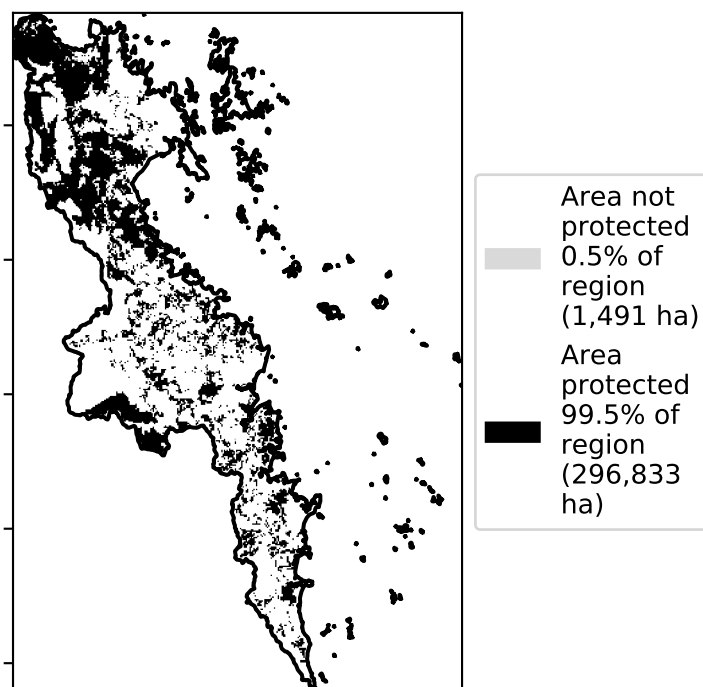 Area not
protected
0.5% of
region
(1,491 ha)
Area
protected
99.5% of
region
(296,833
ha)